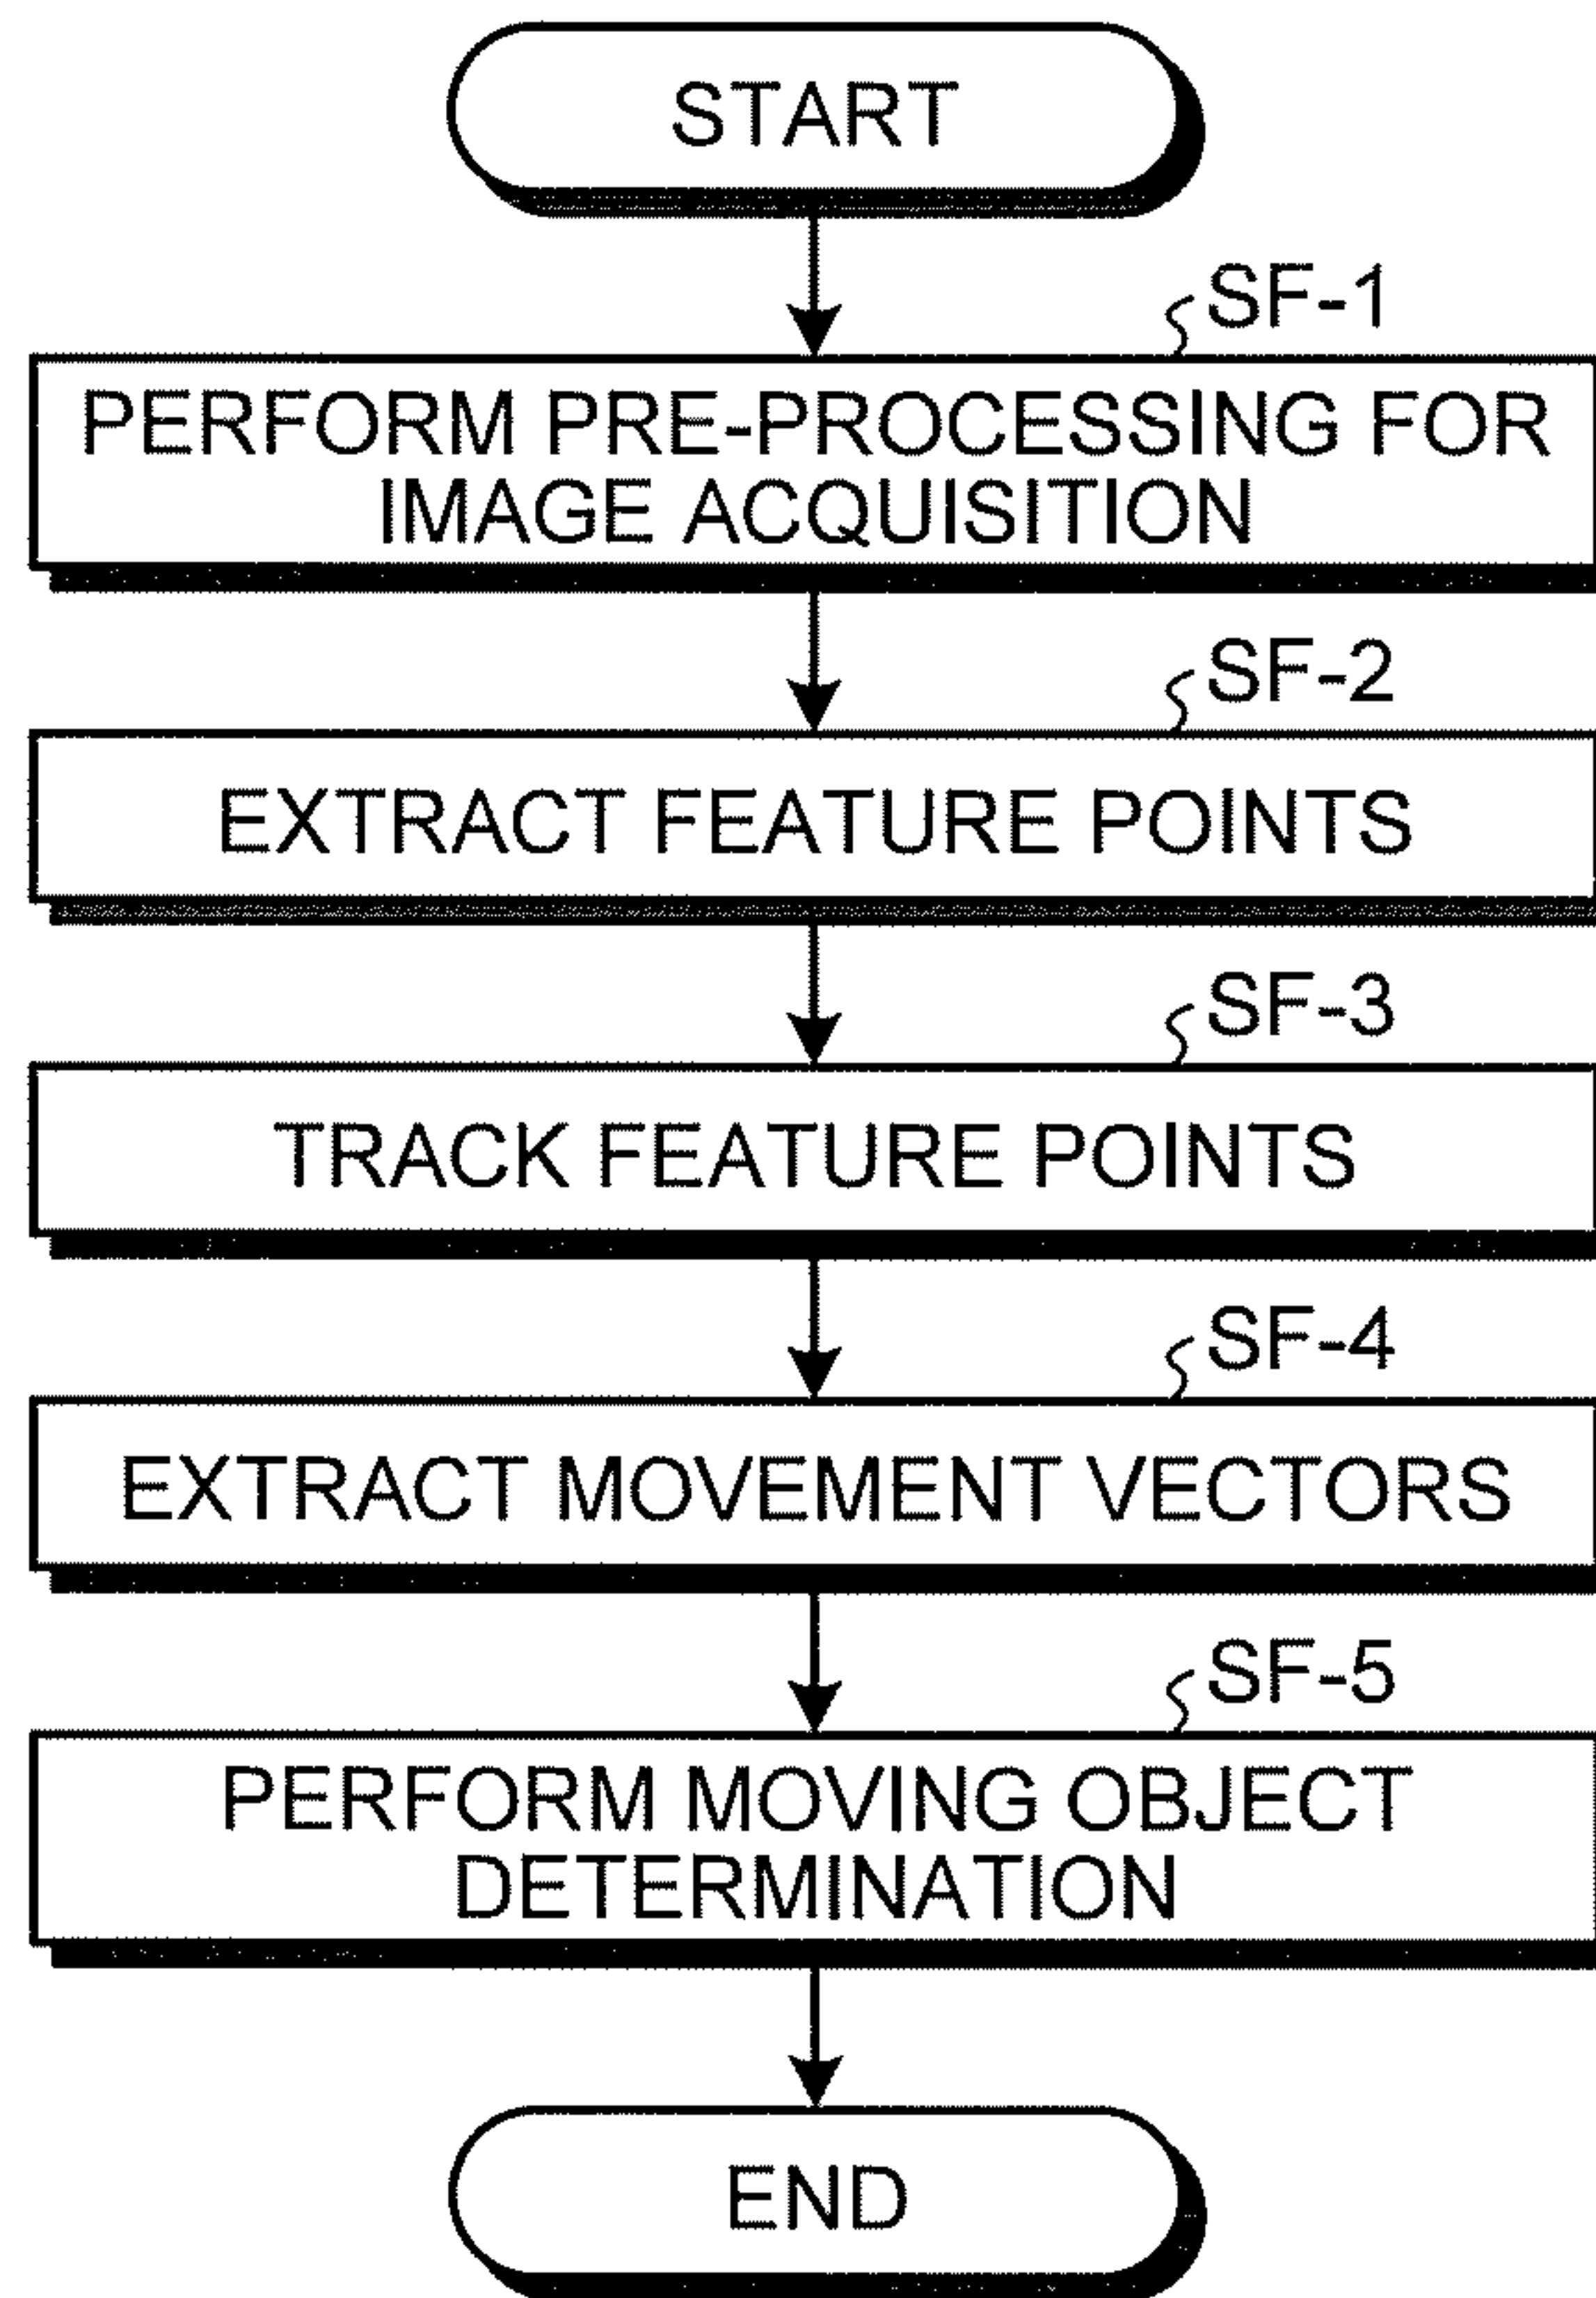 START
SF-1
PERFORM PRE-PROCESSING FOR
IMAGE ACQUISITION
SF-2
EXTRACT FEATURE POINTS
SF-3
TRACK FEATURE POINTS
SF-4
EXTRACT MOVEMENT VECTORS
SF-5
PERFORM MOVING OBJECT
DETERMINATION
END